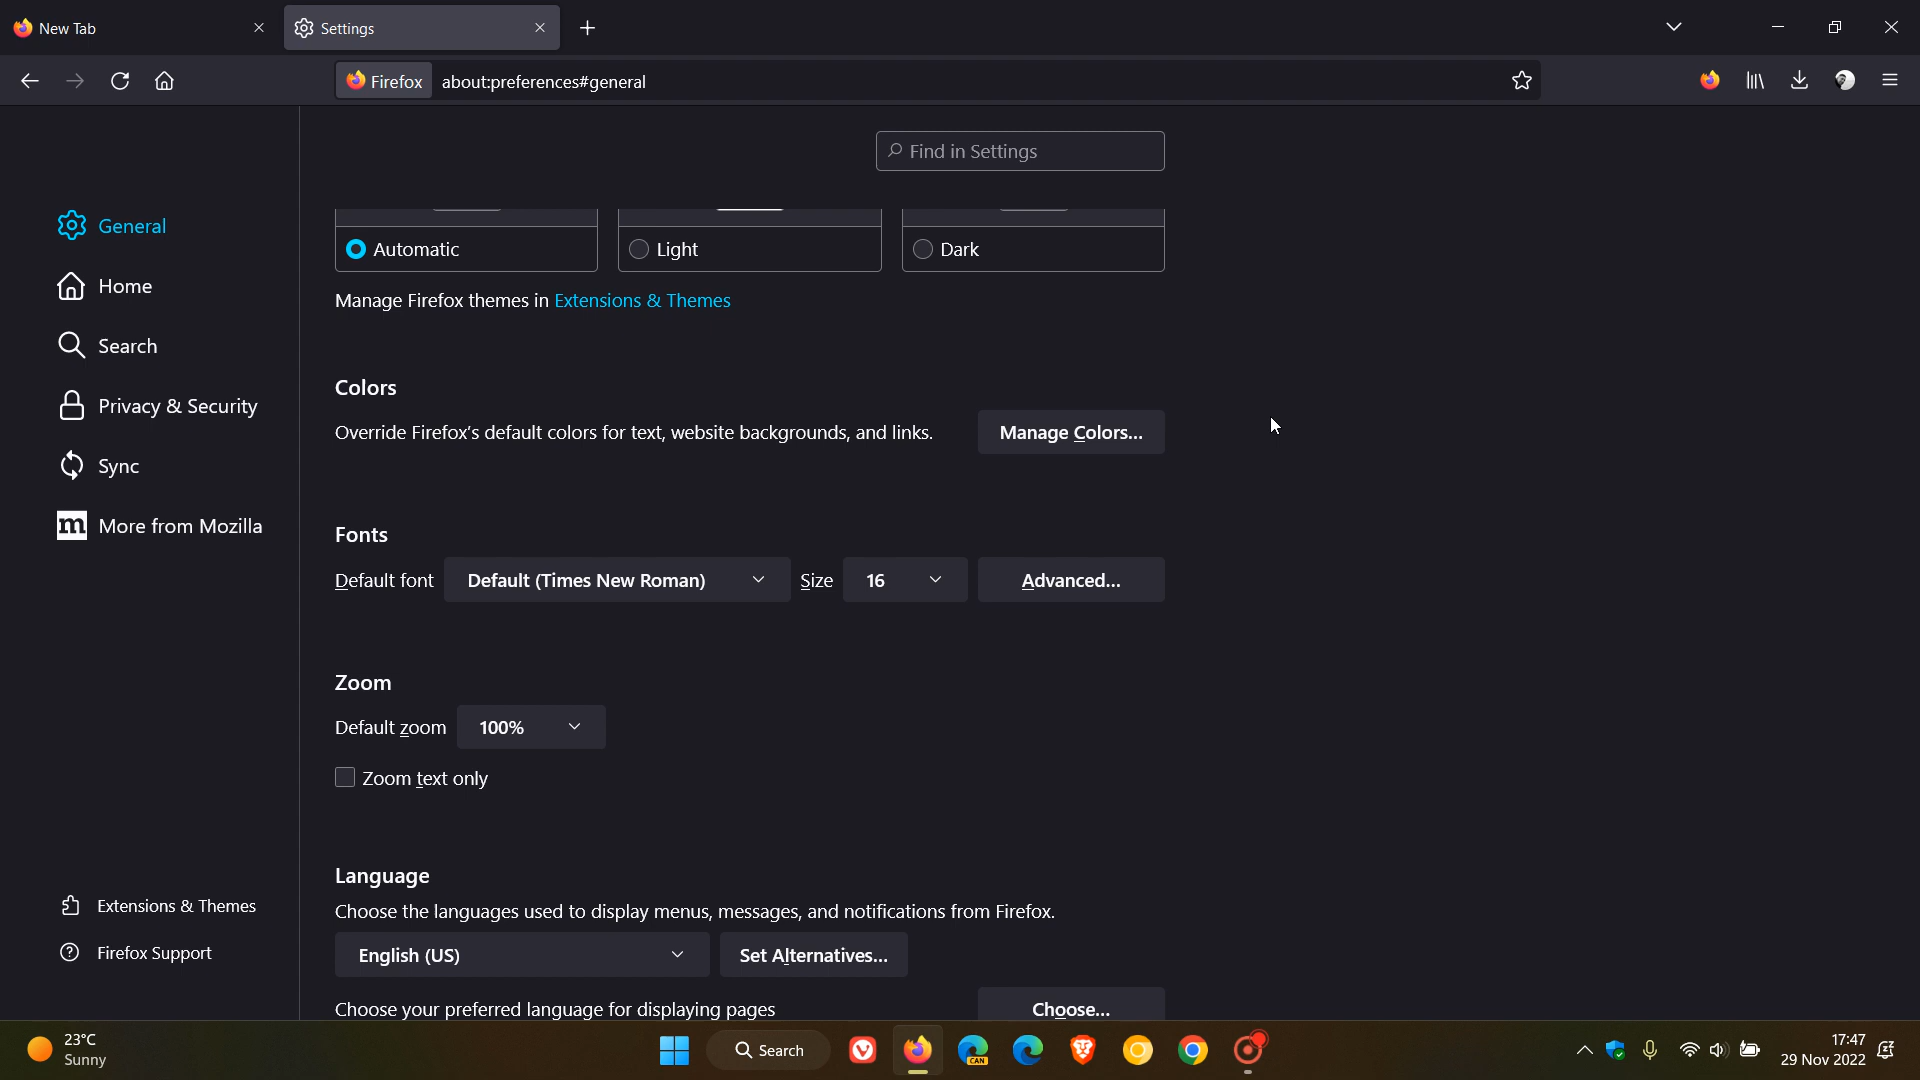 New Tab
Settings
Firefox
about:preferences#general
Find in Settings
General
Home
Search
Privacy & Security
Sync
m More from Mozilla
Extensions & Themes
Firefox Support
Automatic
Light
Dark
Manage Firefox themes in Extensions & Themes
Colors
Override Firefox's default colors for text, website backgrounds, and links.
Manage Colors...
Fonts
Default font
Default (Times New Roman)
Size
16
Advanced...
Zoom
Default zoom
100%
Zoom text only
Language
Choose the languages used to display menus, messages, and notifications from Firefox.
English (US)
Set Alternatives...
Choose your preferred language for displaying pages
Choose...
23°C
Sunny
Search
CAN
17:47
29 Nov 2022